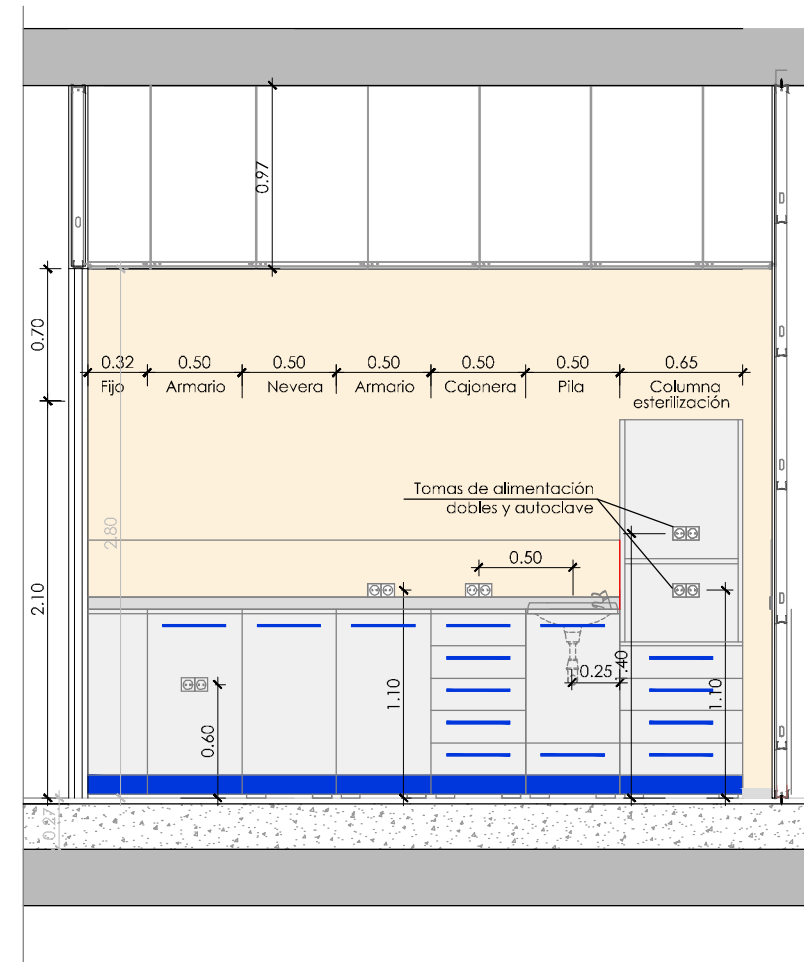 0.97
0.70
0.32 0.50 0.50 0.50 0.50 0.50 0.65
Fijo Armario Nevera Armario Cajonera Pila Columna
esterilización
Tomas de alimentación
dobles y autoclave
2.80
0.50
2.10
0.25
.40
1.10
1.10
0.60
0.27